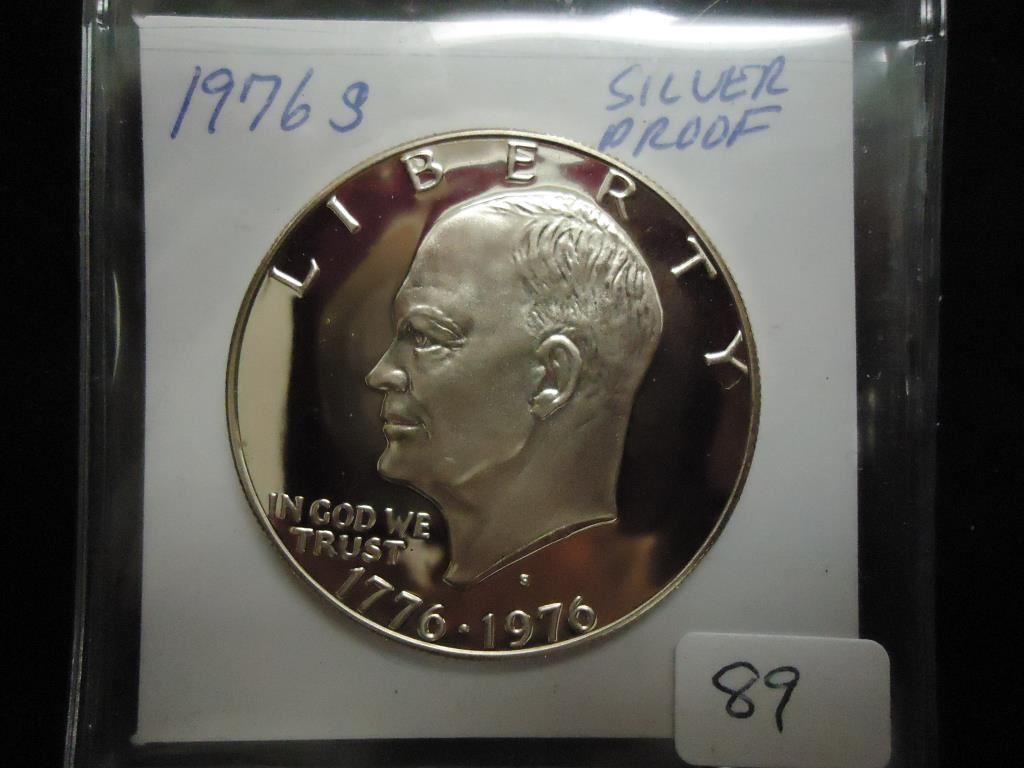 1976 S
SILVER
PROOF
LIBERTY
IN GOD WE
TRUST
S
1776·1976
89